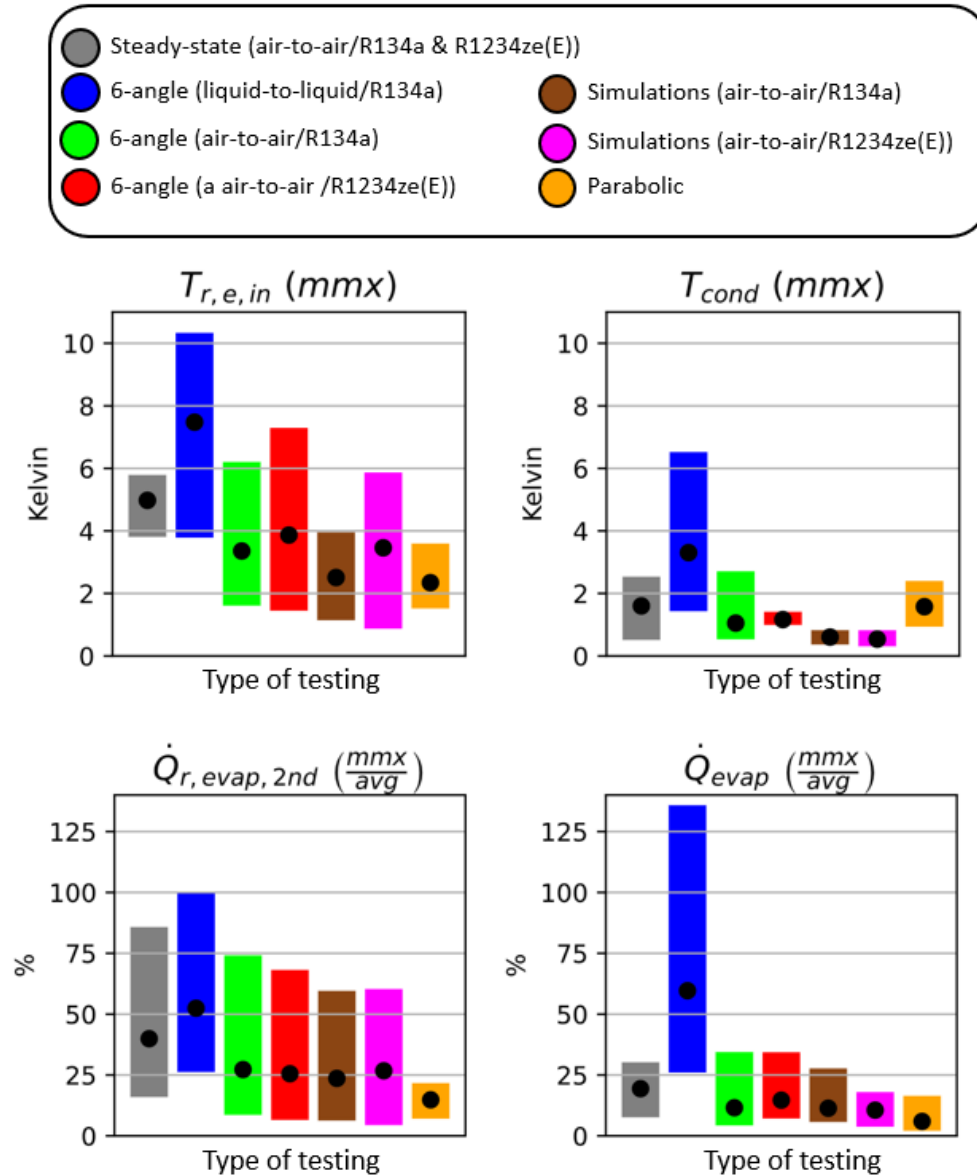 Steady-state (air-to-air/R134a & R1234ze(E))
6-angle (liquid-to-liquid/R134a)
Simulations (air-to-air/R134a)
6-angle (air-to-air/R134a)
Simulations (air-to-air/R1234ze(E))
6-angle (a air-to-air /R1234ze(E))
Parabolic
T_{r, e, in} (mmx)
10
8
6
4
2
0
Kelvin
Type of testing
T_{cond} (mmx)
10
8
6
4
2
0
Kelvin
Type of testing
Q̇_{r, evap, 2nd} (mmx/avg)
125
100
75
50
25
0
%
Type of testing
Q̇_{evap} (mmx/avg)
125
100
75
50
25
0
%
Type of testing